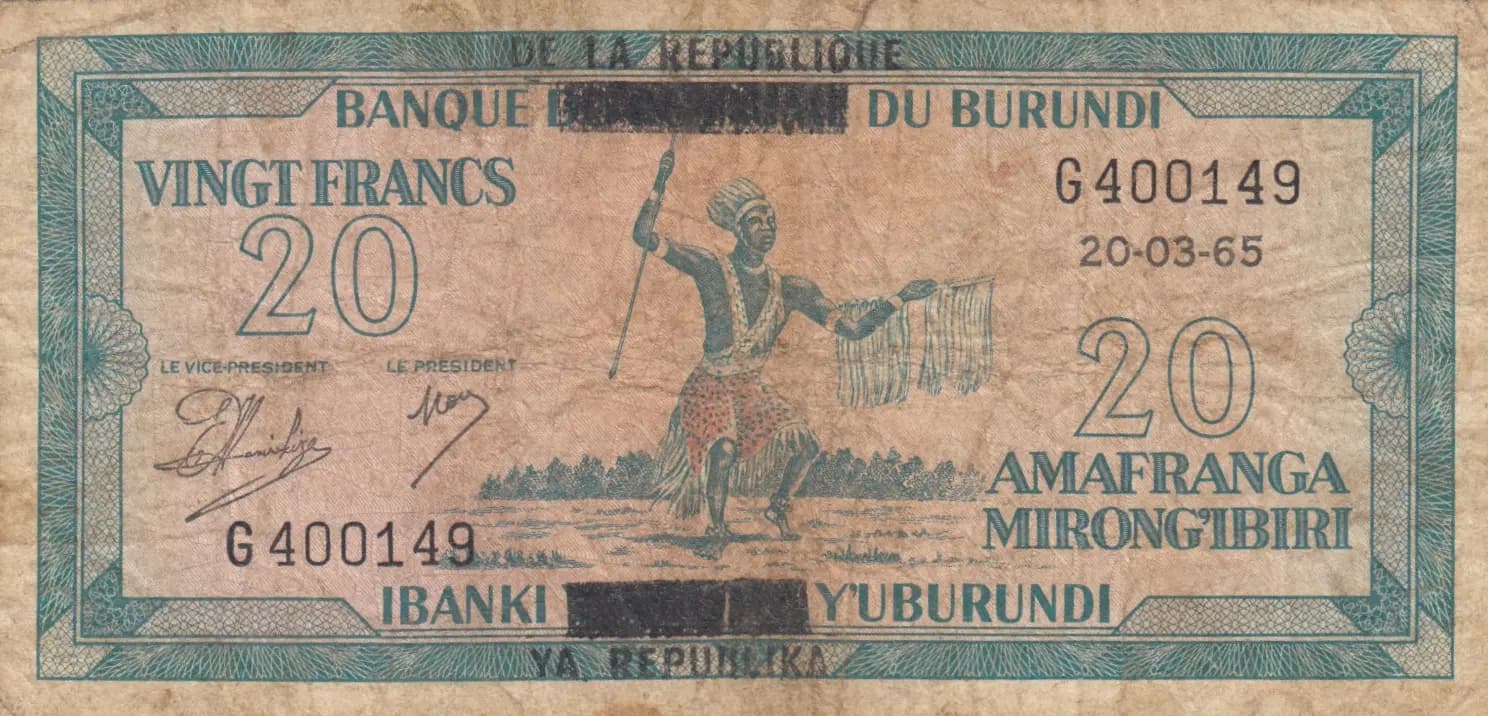 DE LA REPUBLIQUE
BANQUE DU BURUNDI
VINGT FRANCS
20
G400149
20-03-65
LE VICE-PRESIDENT LE PRESIDENT
20
AMAFRANGA
MIRONG'IBIRI
G400149
IBANKI Y'UBURUNDI
YA REPUBLIKA